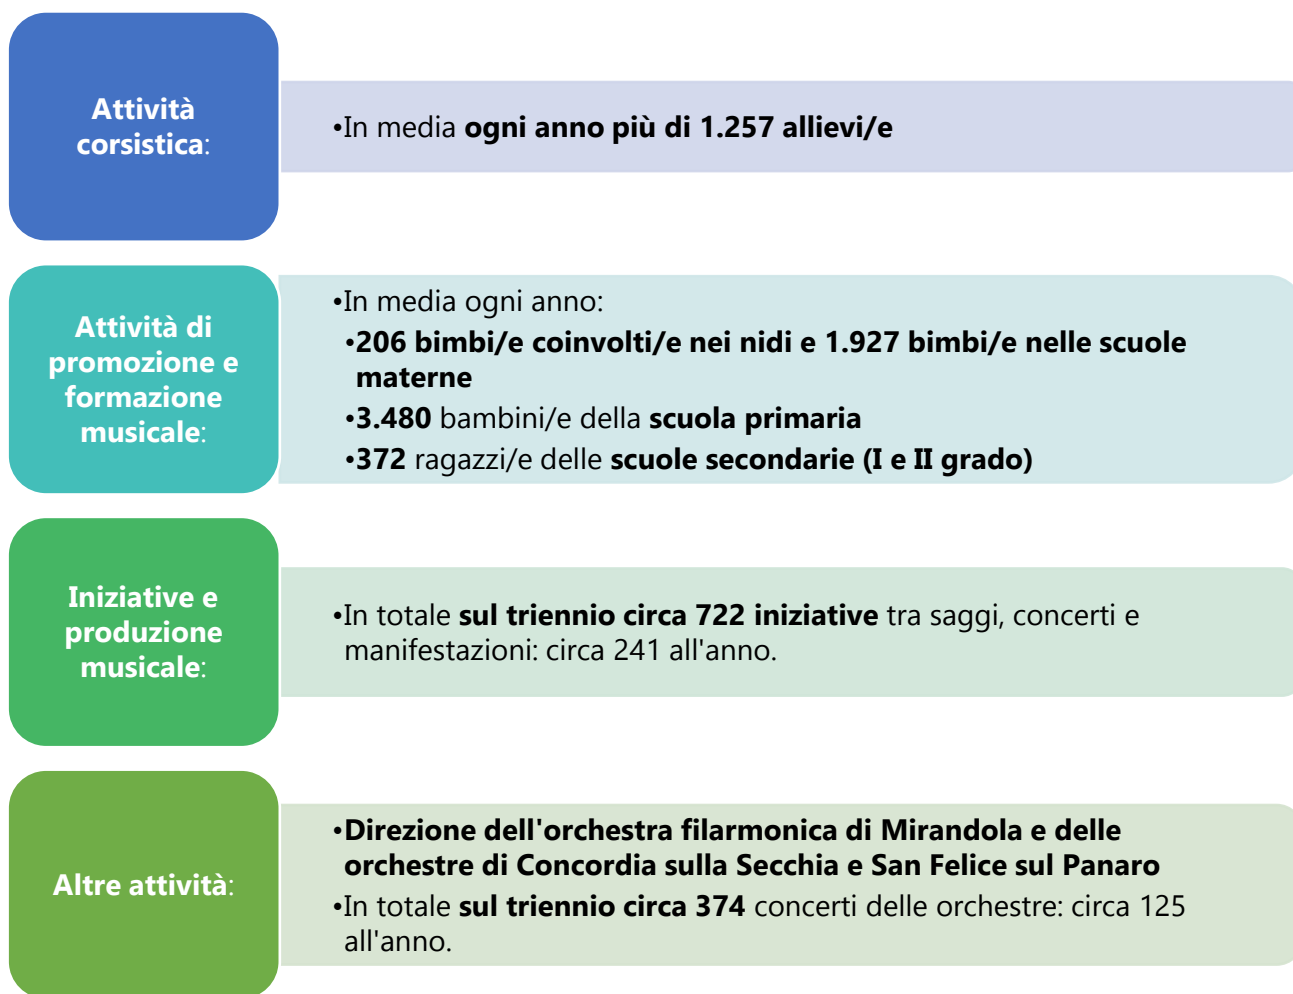 Attività
corsistica:
•In media ogni anno più di 1.257 allievi/e
Attività di
promozione e
formazione
musicale:
•In media ogni anno:
•206 bimbi/e coinvolti/e nei nidi e 1.927 bimbi/e nelle scuole
materne
•3.480 bambini/e della scuola primaria
•372 ragazzi/e delle scuole secondarie (I e II grado)
Iniziative e
produzione
musicale:
•In totale sul triennio circa 722 iniziative tra saggi, concerti e
manifestazioni: circa 241 all'anno.
Altre attività:
•Direzione dell'orchestra filarmonica di Mirandola e delle
orchestre di Concordia sulla Secchia e San Felice sul Panaro
•In totale sul triennio circa 374 concerti delle orchestre: circa 125
all'anno.